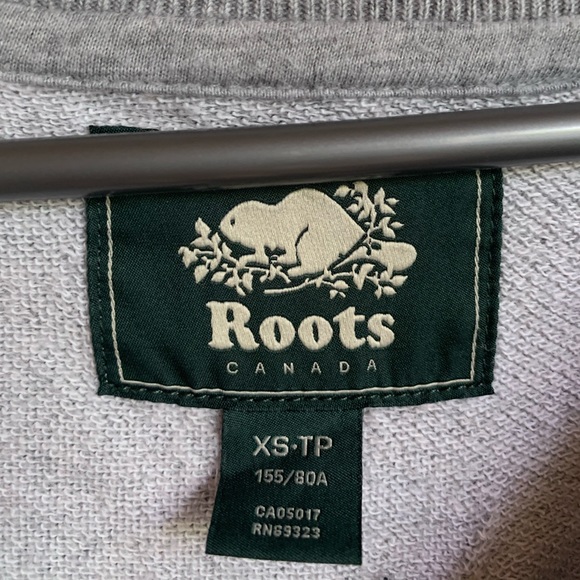 Roots
CANADA
XS·TP
155/80A
CA05017
RN69323